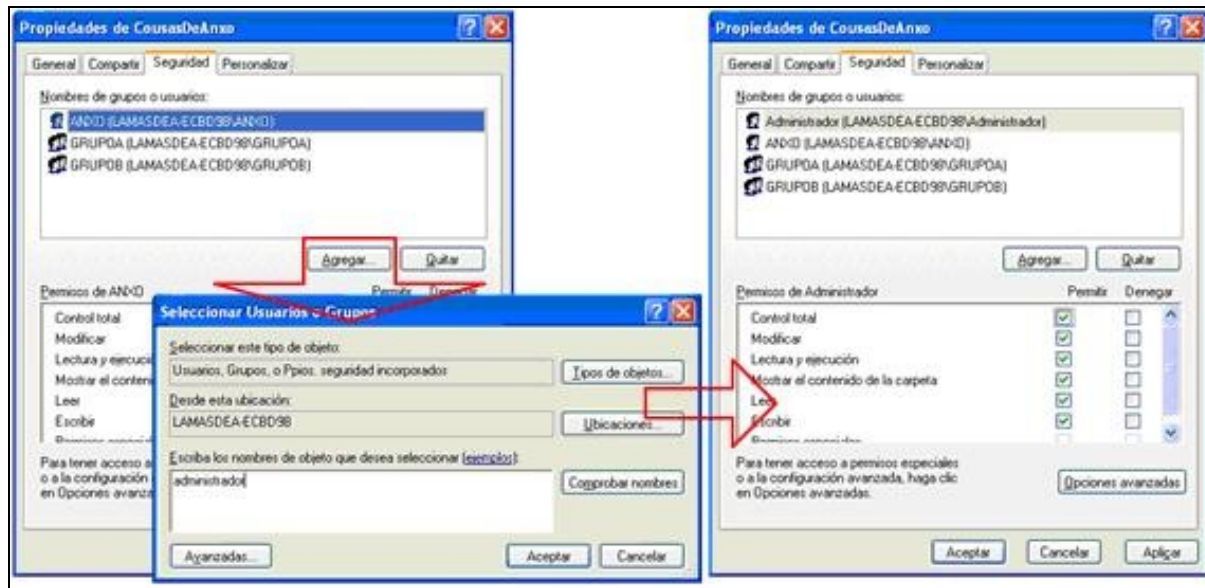 Propiedades de CousasDeAnxo
General Compartir Seguridad Personalizar
Nombres de grupos o usuarios:
ANXO (LAMASDEA-ECBD98\ANXO)
GRUPOA (LAMASDEA-ECBD98\GRUPOA)
GRUPOB (LAMASDEA-ECBD98\GRUPOB)
Agregar... Quitar
Permisos de ANXO Permitir
Control total
Modificar
Lectura y ejecuci
Mostrar el conteni
Leer
Escribir
Para tener acceso a
o a la configuración
en Opciones avanza
Seleccionar Usuarios o Grupos
Seleccionar este tipo de objeto:
Usuarios, Grupos, o Ppios. seguridad incorporados Tipos de objetos...
Desde esta ubicación:
LAMASDEA-ECBD98 Ubicaciones...
Escriba los nombres de objeto que desea seleccionar (ejemplos):
administrador Comprobar nombres
Avanzadas... Aceptar Cancelar
Propiedades de CousasDeAnxo
General Compartir Seguridad Personalizar
Nombres de grupos o usuarios:
Administrador (LAMASDEA-ECBD98\Administrador)
ANXO (LAMASDEA-ECBD98\ANXO)
GRUPOA (LAMASDEA-ECBD98\GRUPOA)
GRUPOB (LAMASDEA-ECBD98\GRUPOB)
Agregar... Quitar
Permisos de Administrador Permitir Denegar
Control total
Modificar
Lectura y ejecución
Mostrar el contenido de la carpeta
Leer
Escribir
Para tener acceso a permisos especiales
o a la configuración avanzada, haga clic
en Opciones avanzadas.
Opciones avanzadas
Aceptar Cancelar Aplicar